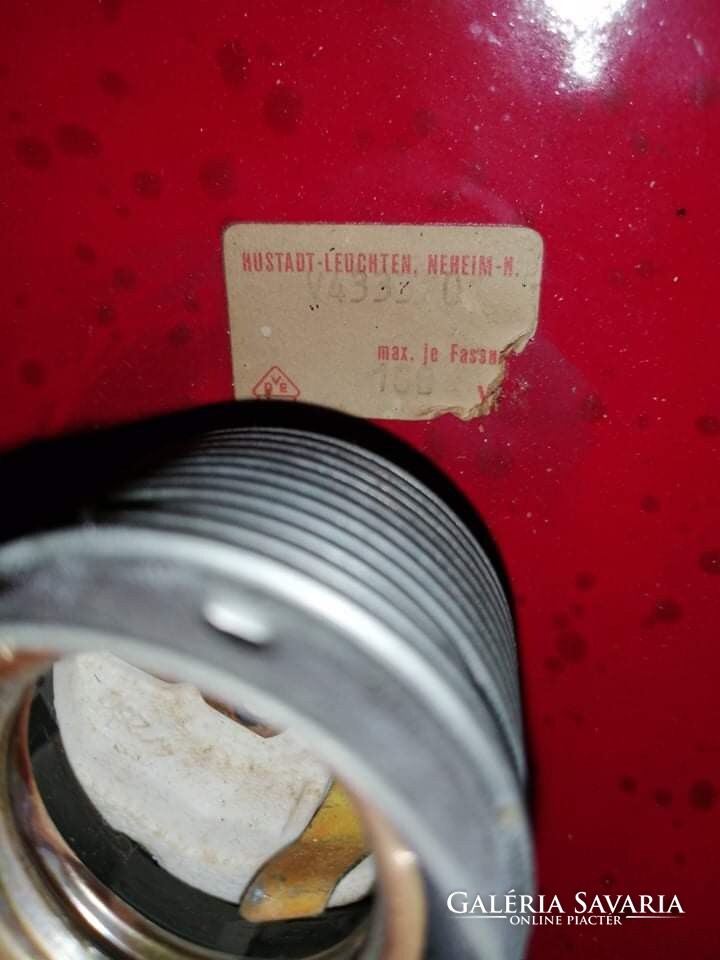 HUSTADT-LEUCHTEN, NEHEIM-H.
max. je Fassu
V
D E
GALÉRIA SAVARIA
ONLINE PIACTÉR